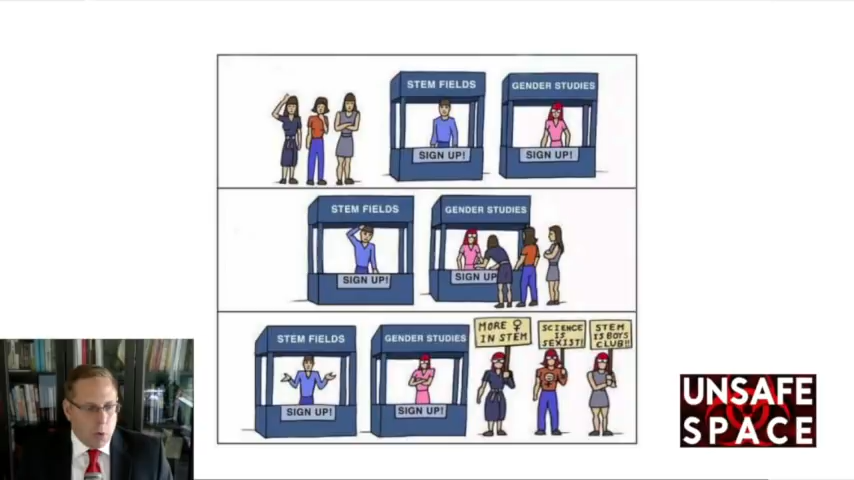 STEM FIELDS
GENDER STUDIES
SIGN UP!
SIGN UP!
STEM FIELDS
GENDER STUDIES
SIGN UP!
SIGN UP
STEM FIELDS
GENDER STUDIES
MORE ♀
IN STEM
SCIENCE
IS
SEXIST!
STEM
IS BOYS
CLUB!!
SIGN UP!
SIGN UP!
UNSAFE
SPACE